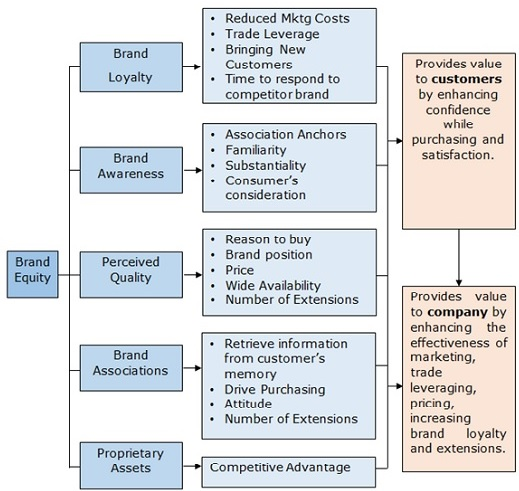 Brand
Equity
Brand
Loyalty
• Reduced Mktg Costs
• Trade Leverage
• Bringing New
Customers
• Time to respond to
competitor brand
Brand
Awareness
• Association Anchors
• Familiarity
• Substantiality
• Consumer's
consideration
Perceived
Quality
• Reason to buy
• Brand position
• Price
• Wide Availability
• Number of Extensions
Brand
Associations
• Retrieve information
from customer's
memory
• Drive Purchasing
• Attitude
• Number of Extensions
Proprietary
Assets
Competitive Advantage
Provides value
to customers
by enhancing
confidence
while
purchasing and
satisfaction.
Provides value
to company by
enhancing the
effectiveness of
marketing,
trade
leveraging,
pricing,
increasing
brand loyalty
and extensions.